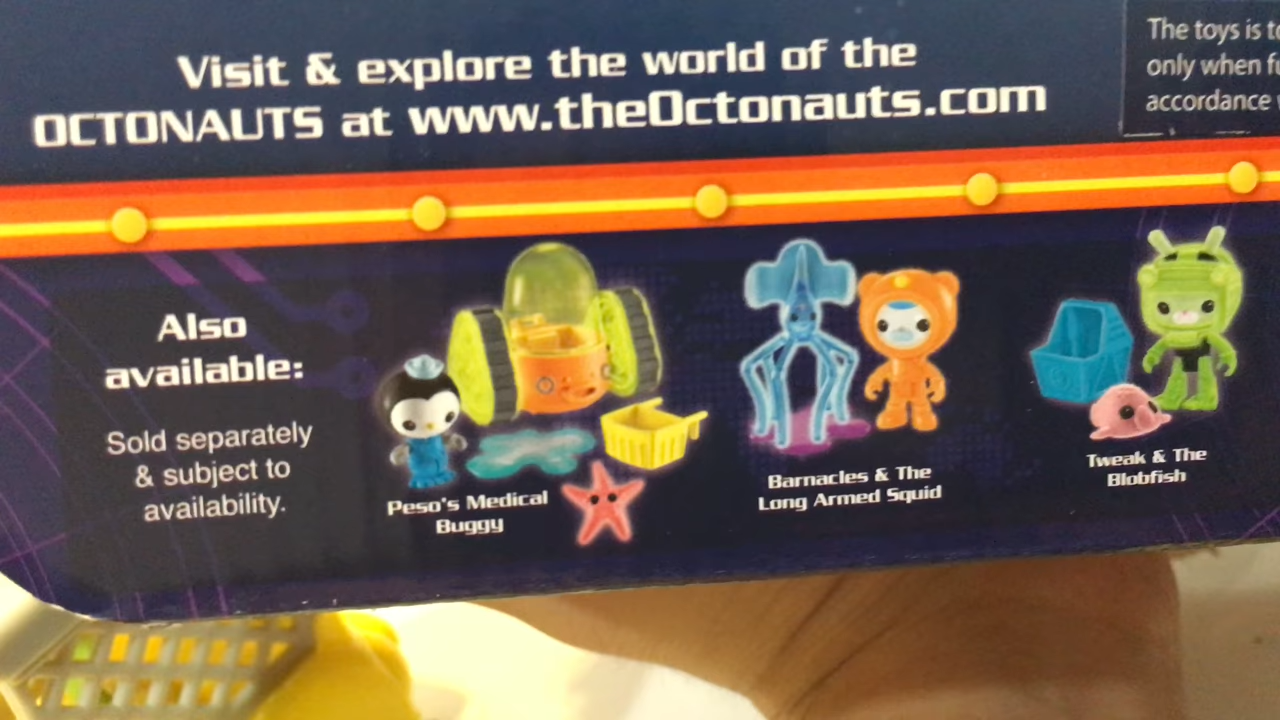 Visit & explore the world of the
OCTONAUTS at www.theOctonauts.com
The toys is
only when
accordance
Also
available:
Sold separately
& subject to
availability.
Peso's Medical
Buggy
Barnacles & The
Long Armed Squid
Tweak & The
Blobfish